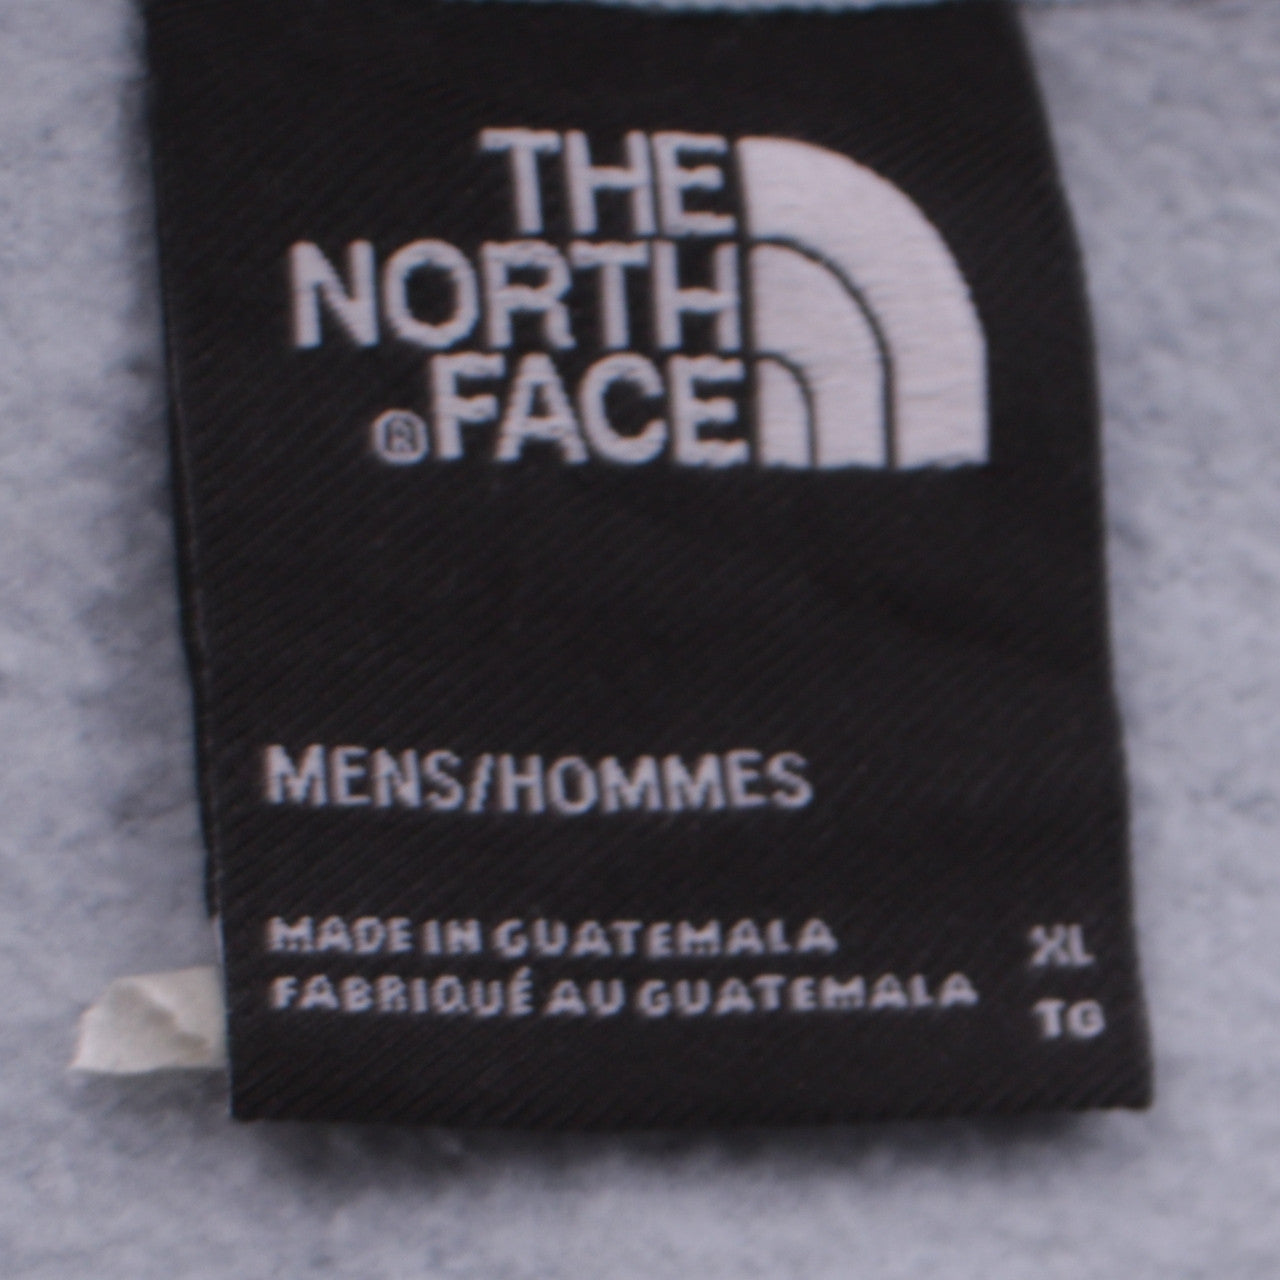 THE
NORTH
®FACE
MENS/HOMMES
MADE IN GUATEMALA XL
FABRIQUÉ AU GUATEMALA TG